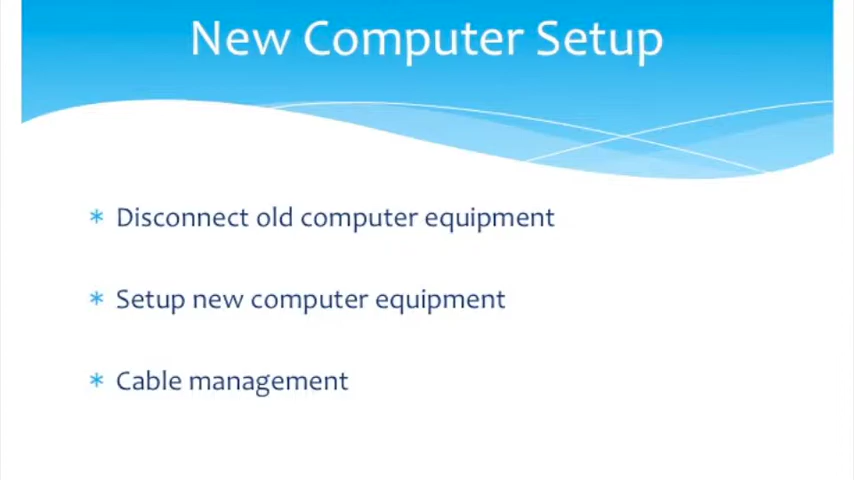 New Computer Setup
* Disconnect old computer equipment
* Setup new computer equipment
* Cable management